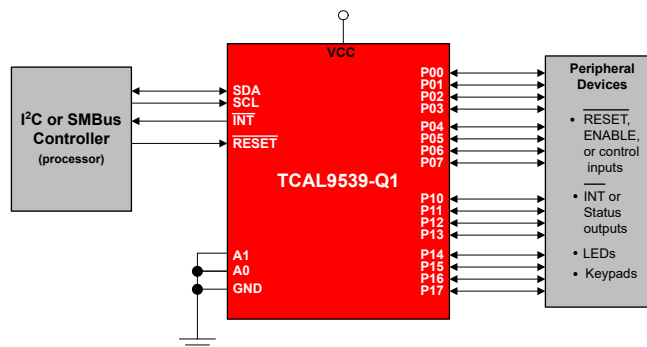 VCC
I²C or SMBus
Controller
(processor)
SDA
SCL
INT
RESET
A1
A0
GND
TCAL9539-Q1
P00
P01
P02
P03
P04
P05
P06
P07
P10
P11
P12
P13
P14
P15
P16
P17
Peripheral
Devices
• RESET,
ENABLE,
or control
inputs
• INT or
Status
outputs
• LEDs
• Keypads